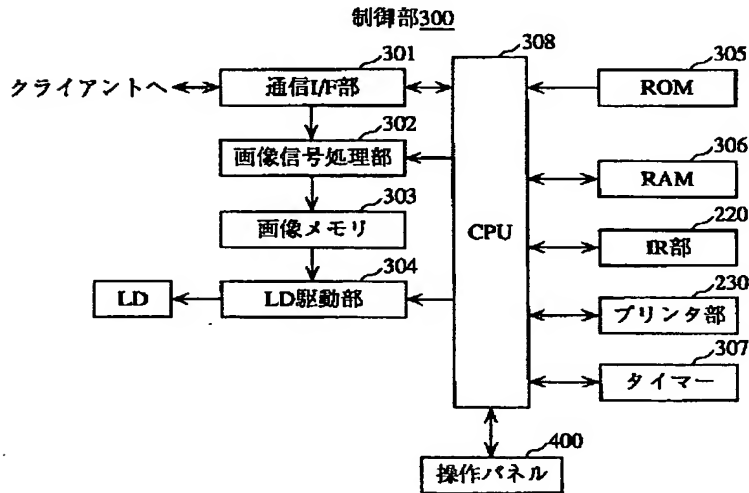 制御部300
301
通信I/F部
クライアントへ
302
画像信号処理部
303
画像メモリ
304
LD駆動部
LD
308
CPU
305
ROM
306
RAM
220
IR部
230
プリンタ部
307
タイマー
400
操作パネル